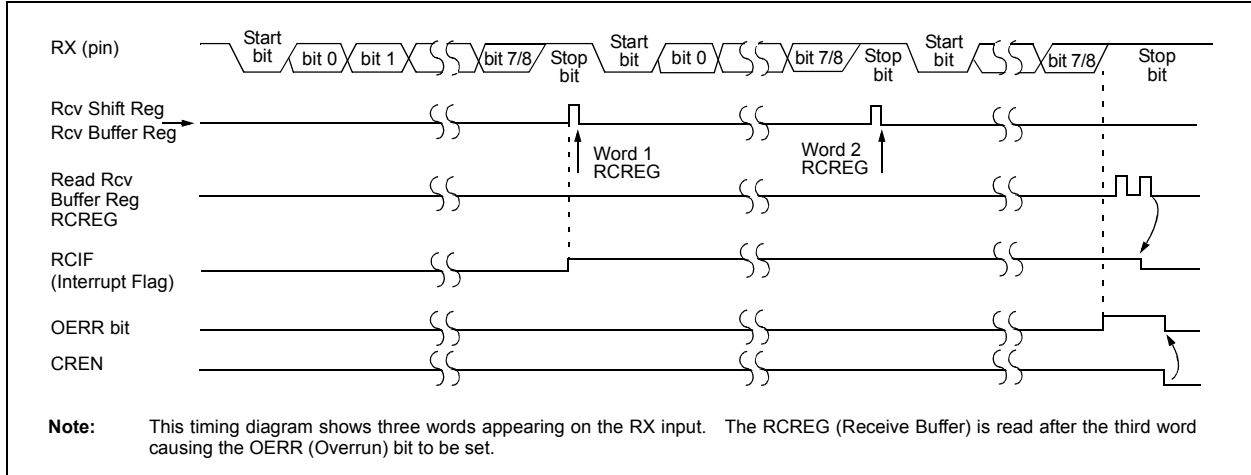 RX (pin)
Start bit
bit 0
bit 1
bit 7/8
Stop bit
Start bit
bit 0
bit 7/8
Stop bit
Start bit
bit 7/8
Stop bit
Rcv Shift Reg
Rcv Buffer Reg
Word 1
RCREG
Word 2
RCREG
Read Rcv
Buffer Reg
RCREG
RCIF
(Interrupt Flag)
OERR bit
CREN
Note: This timing diagram shows three words appearing on the RX input. The RCREG (Receive Buffer) is read after the third word
causing the OERR (Overrun) bit to be set.